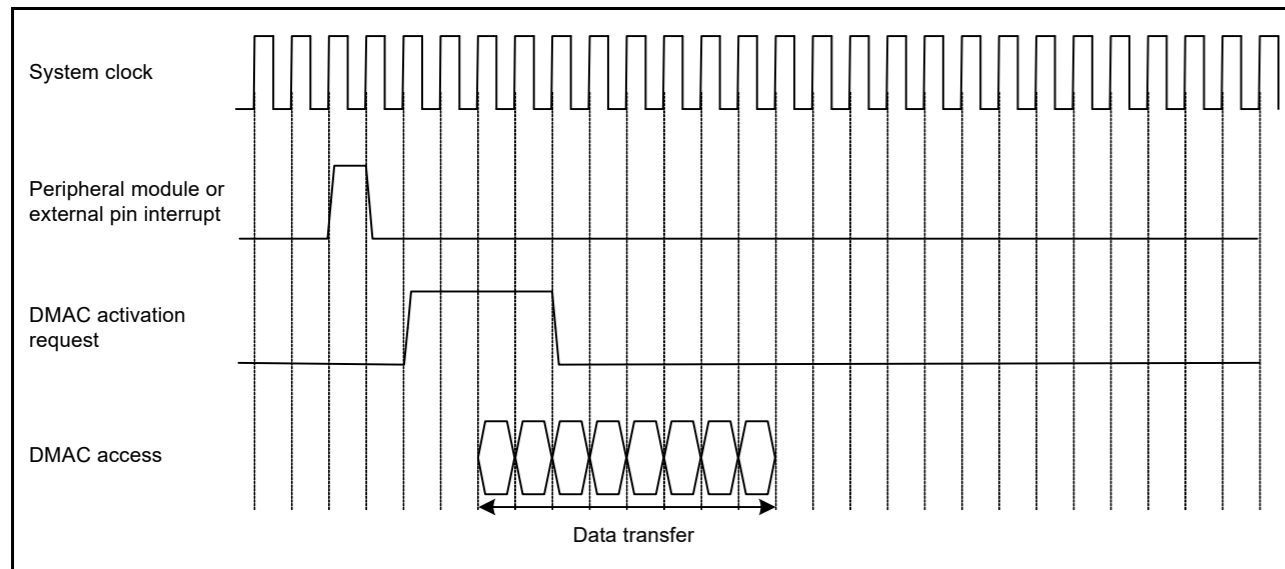 System clock
Peripheral module or
external pin interrupt
DMAC activation
request
DMAC access
Data transfer